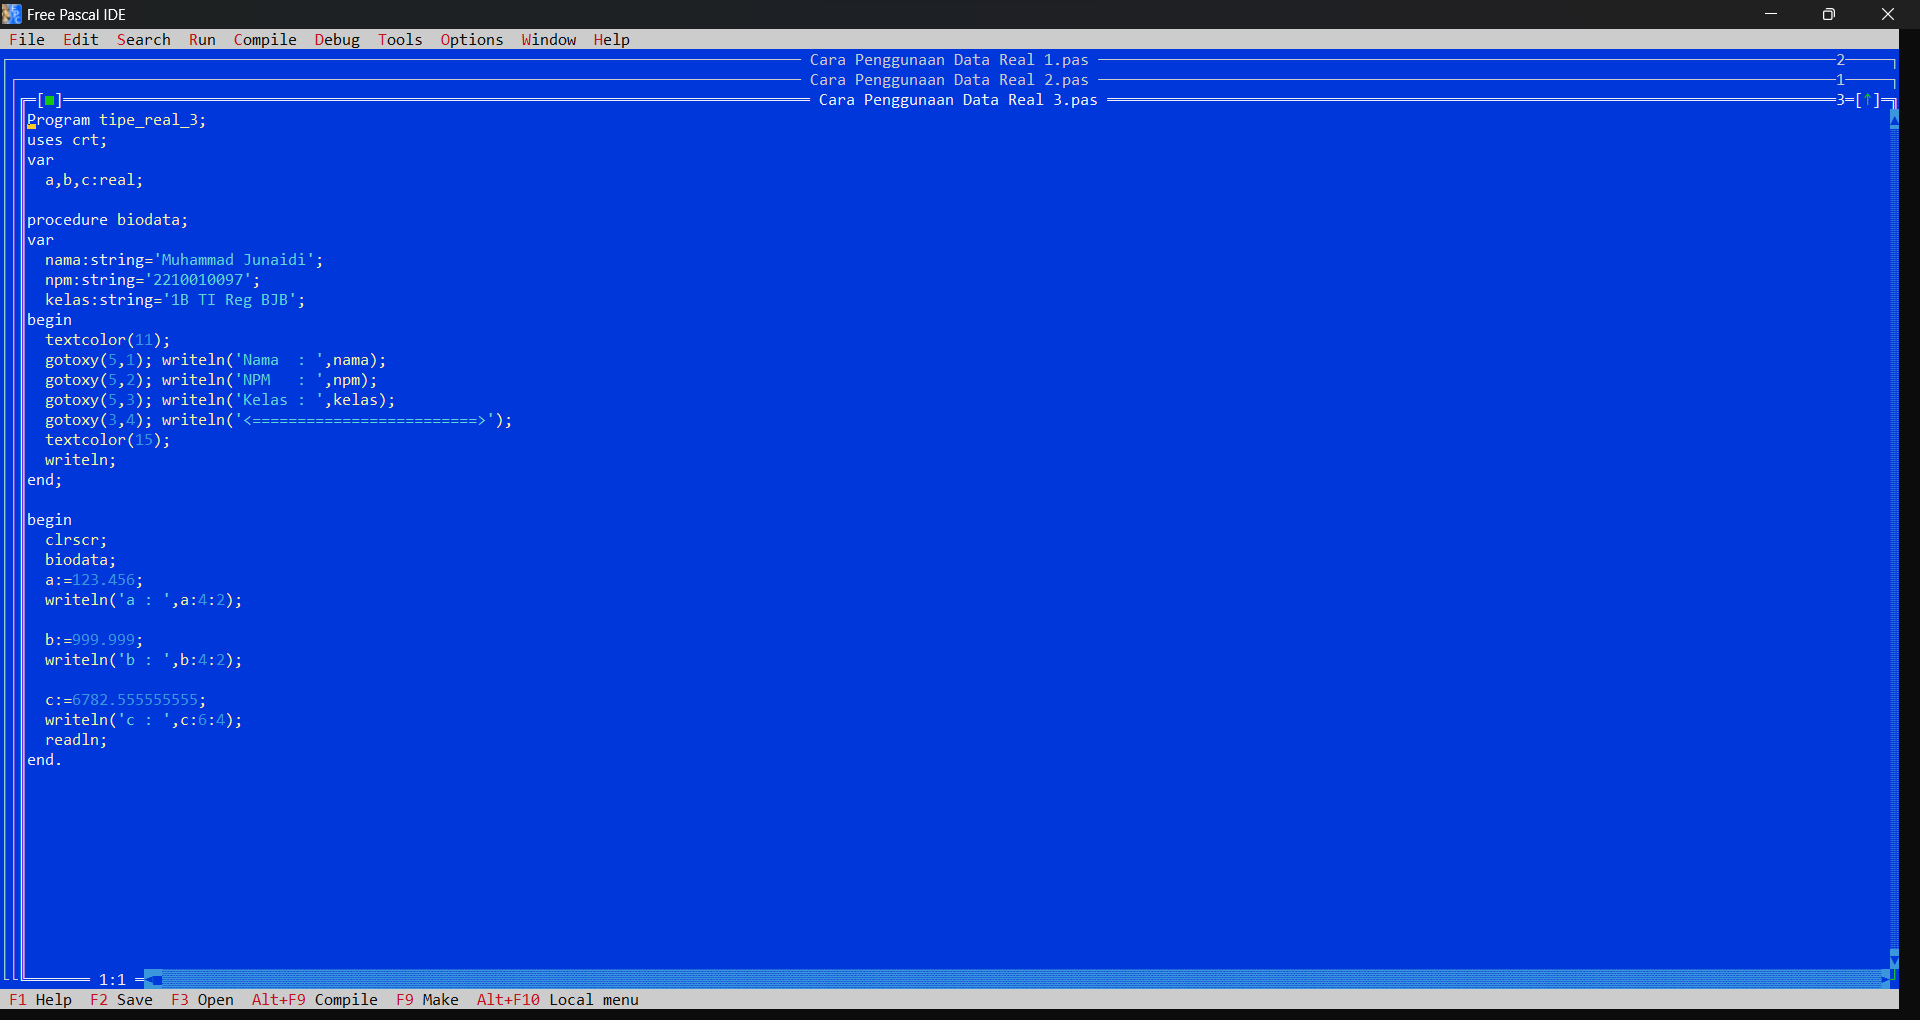 Free Pascal IDE
File Edit Search Run Compile Debug Tools Options Window Help
Cara Penggunaan Data Real 1.pas 2
Cara Penggunaan Data Real 2.pas 1
[■] Cara Penggunaan Data Real 3.pas 3=[↑]
Program tipe_real_3;
uses crt;
var
  a,b,c:real;

procedure biodata;
var
  nama:string='Muhammad Junaidi';
  npm:string='2210010097';
  kelas:string='1B TI Reg BJB';
begin
  textcolor(11);
  gotoxy(5,1); writeln('Nama  : ',nama);
  gotoxy(5,2); writeln('NPM   : ',npm);
  gotoxy(5,3); writeln('Kelas : ',kelas);
  gotoxy(3,4); writeln('<=========================>');
  textcolor(15);
  writeln;
end;

begin
  clrscr;
  biodata;
  a:=123.456;
  writeln('a : ',a:4:2);

  b:=999.999;
  writeln('b : ',b:4:2);

  c:=6782.555555555;
  writeln('c : ',c:6:4);
  readln;
end.
1:1
F1 Help F2 Save F3 Open Alt+F9 Compile F9 Make Alt+F10 Local menu